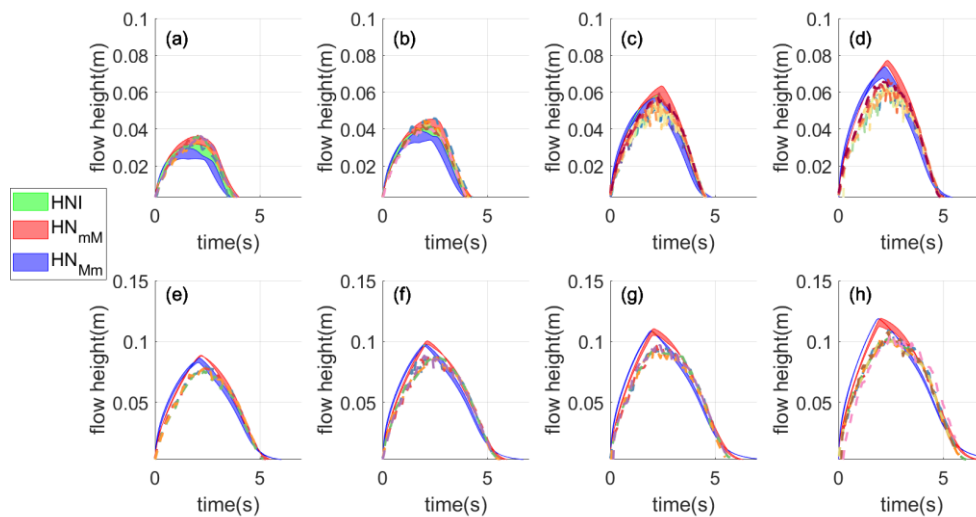 (a)
(b)
(c)
(d)
flow height(m)
0.1
0.08
0.06
0.04
0.02
0
5
time(s)
flow height(m)
0.1
0.08
0.06
0.04
0.02
0
5
time(s)
flow height(m)
0.1
0.08
0.06
0.04
0.02
0
5
time(s)
flow height(m)
0.1
0.08
0.06
0.04
0.02
0
5
time(s)
HNI
HN_mM
HN_Mm
(e)
(f)
(g)
(h)
flow height(m)
0.15
0.1
0.05
0
5
time(s)
flow height(m)
0.15
0.1
0.05
0
5
time(s)
flow height(m)
0.15
0.1
0.05
0
5
time(s)
flow height(m)
0.15
0.1
0.05
0
5
time(s)